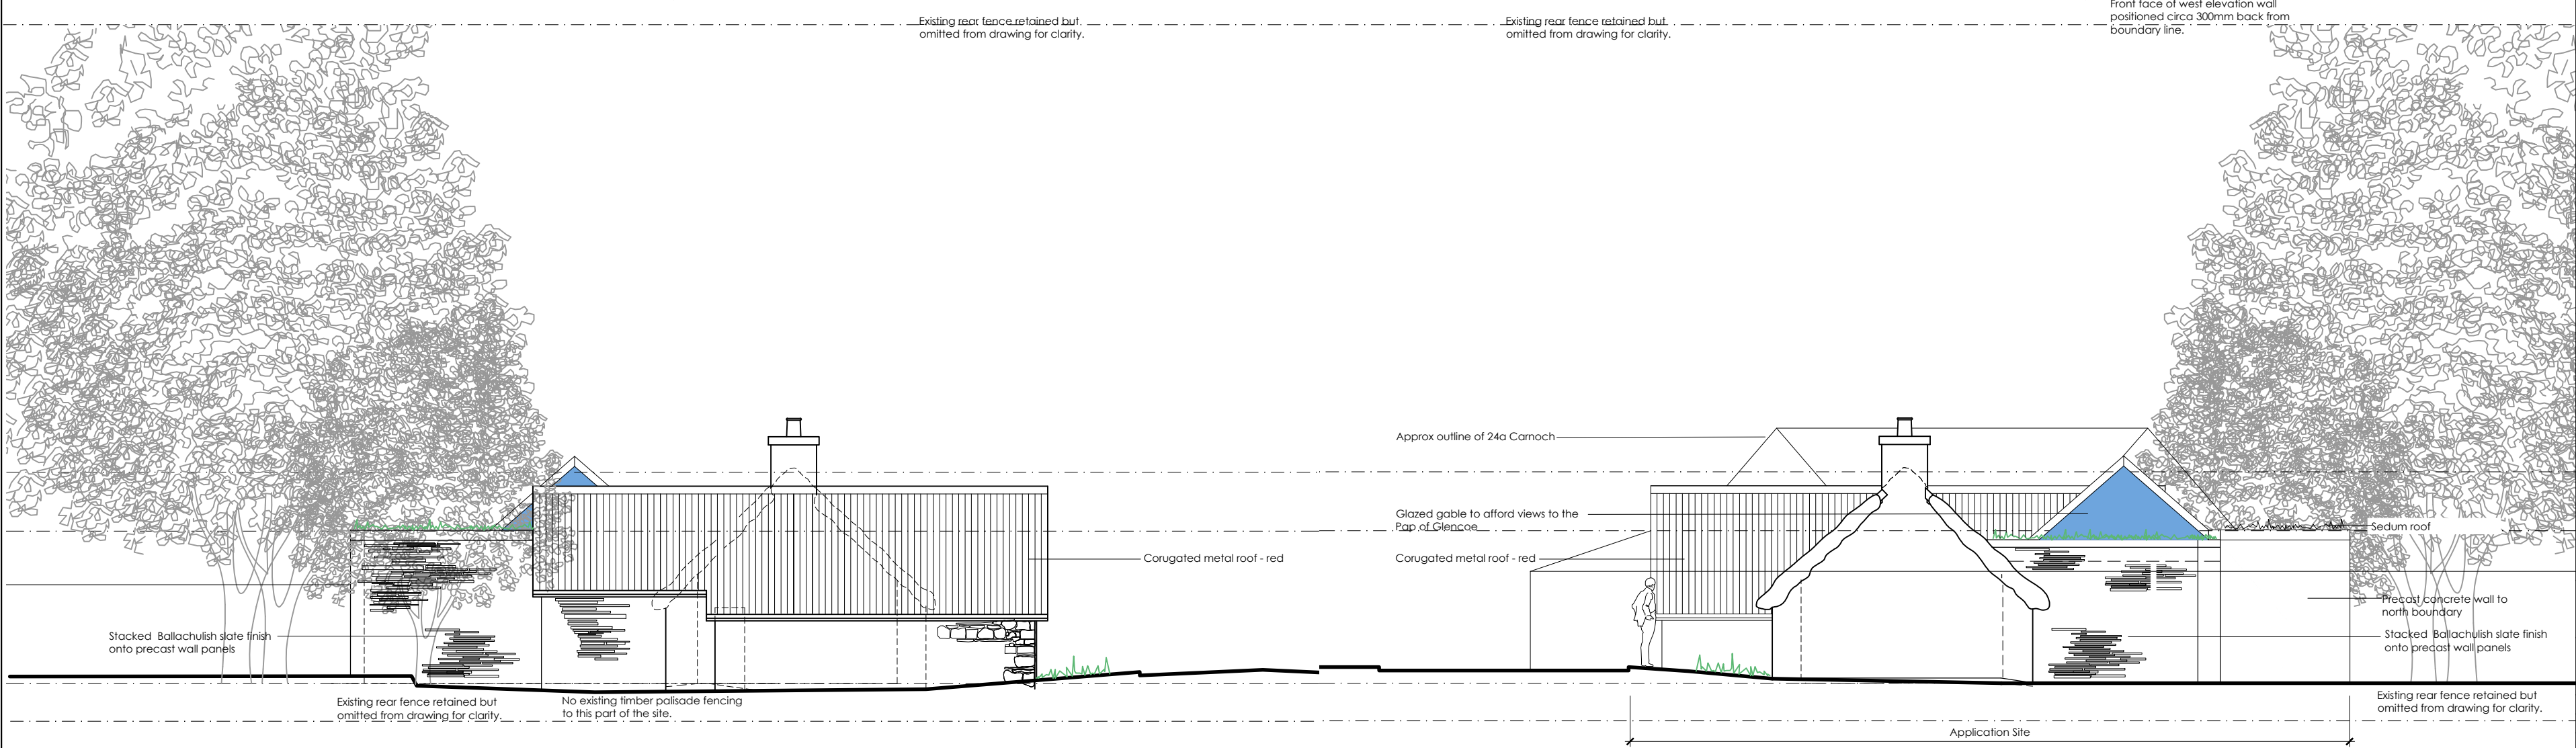 Existing rear fence retained but
omitted from drawing for clarity.
Existing rear fence retained but
omitted from drawing for clarity.
Front face of west elevation wall
positioned circa 300mm back from
boundary line.
Approx outline of 24a Carnoch
Glazed gable to afford views to the
Pap of Glencoe
Sedum roof
Corugated metal roof - red
Corugated metal roof - red
Precast concrete wall to
north boundary
Stacked Ballachulish slate finish
onto precast wall panels
Stacked Ballachulish slate finish
onto precast wall panels
Existing rear fence retained but
omitted from drawing for clarity.
No existing timber palisade fencing
to this part of the site.
Existing rear fence retained but
omitted from drawing for clarity.
Application Site